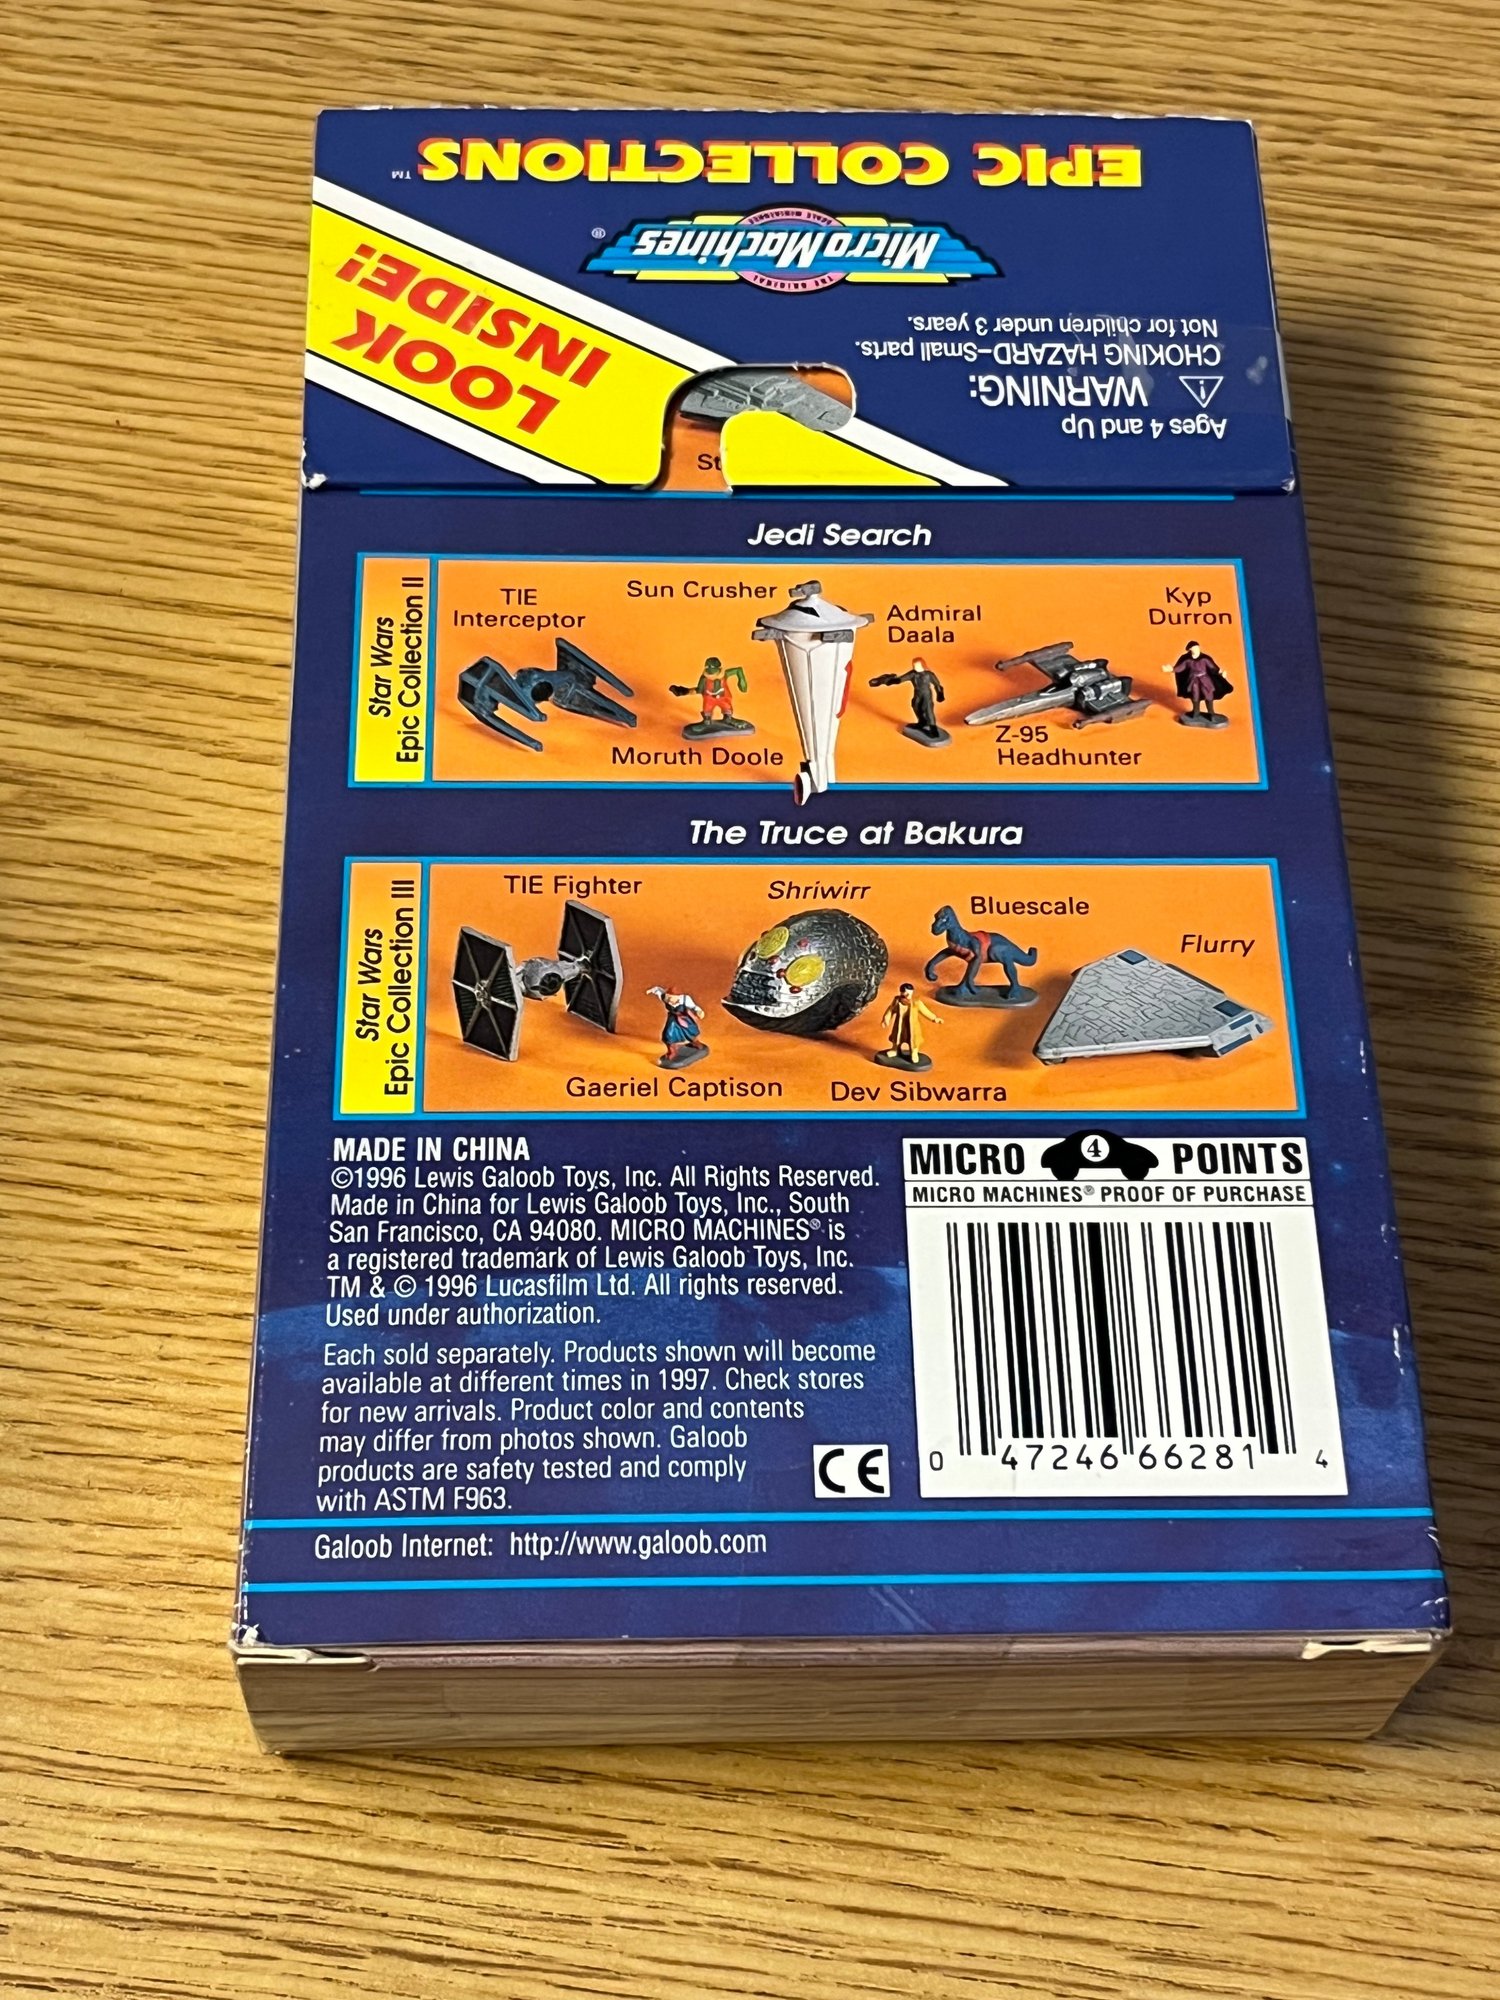 EPIC COLLECTIONS™
THE ORIGINAL
MicroMachines®
SCALE MINIATURES
LOOK
INSIDE!
Ages 4 and Up
WARNING:
CHOKING HAZARD–Small parts.
Not for children under 3 years.
St
Jedi Search
Star Wars
Epic Collection II
TIE
Interceptor
Sun Crusher
Admiral
Daala
Kyp
Durron
Moruth Doole
Z-95
Headhunter
The Truce at Bakura
Star Wars
Epic Collection III
TIE Fighter
Shriwirr
Bluescale
Flurry
Gaeriel Captison
Dev Sibwarra
MADE IN CHINA
©1996 Lewis Galoob Toys, Inc. All Rights Reserved.
Made in China for Lewis Galoob Toys, Inc., South
San Francisco, CA 94080. MICRO MACHINES® is
a registered trademark of Lewis Galoob Toys, Inc.
TM & © 1996 Lucasfilm Ltd. All rights reserved.
Used under authorization.
Each sold separately. Products shown will become
available at different times in 1997. Check stores
for new arrivals. Product color and contents
may differ from photos shown. Galoob
products are safety tested and comply
with ASTM F963.
CE
MICRO 4 POINTS
MICRO MACHINES® PROOF OF PURCHASE
0 47246 66281 4
Galoob Internet: http://www.galoob.com